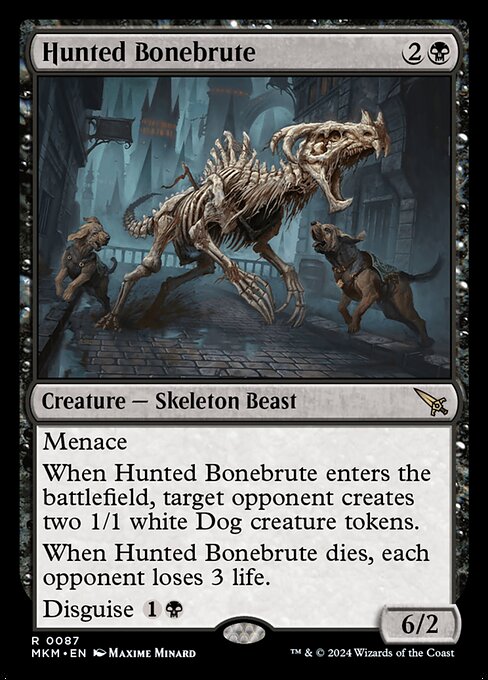 Hunted Bonebrute 2
Creature — Skeleton Beast
Menace
When Hunted Bonebrute enters the
battlefield, target opponent creates
two 1/1 white Dog creature tokens.
When Hunted Bonebrute dies, each
opponent loses 3 life.
Disguise 1
6/2
R 0087
MKM • EN Maxime Minard
™ & © 2024 Wizards of the Coast